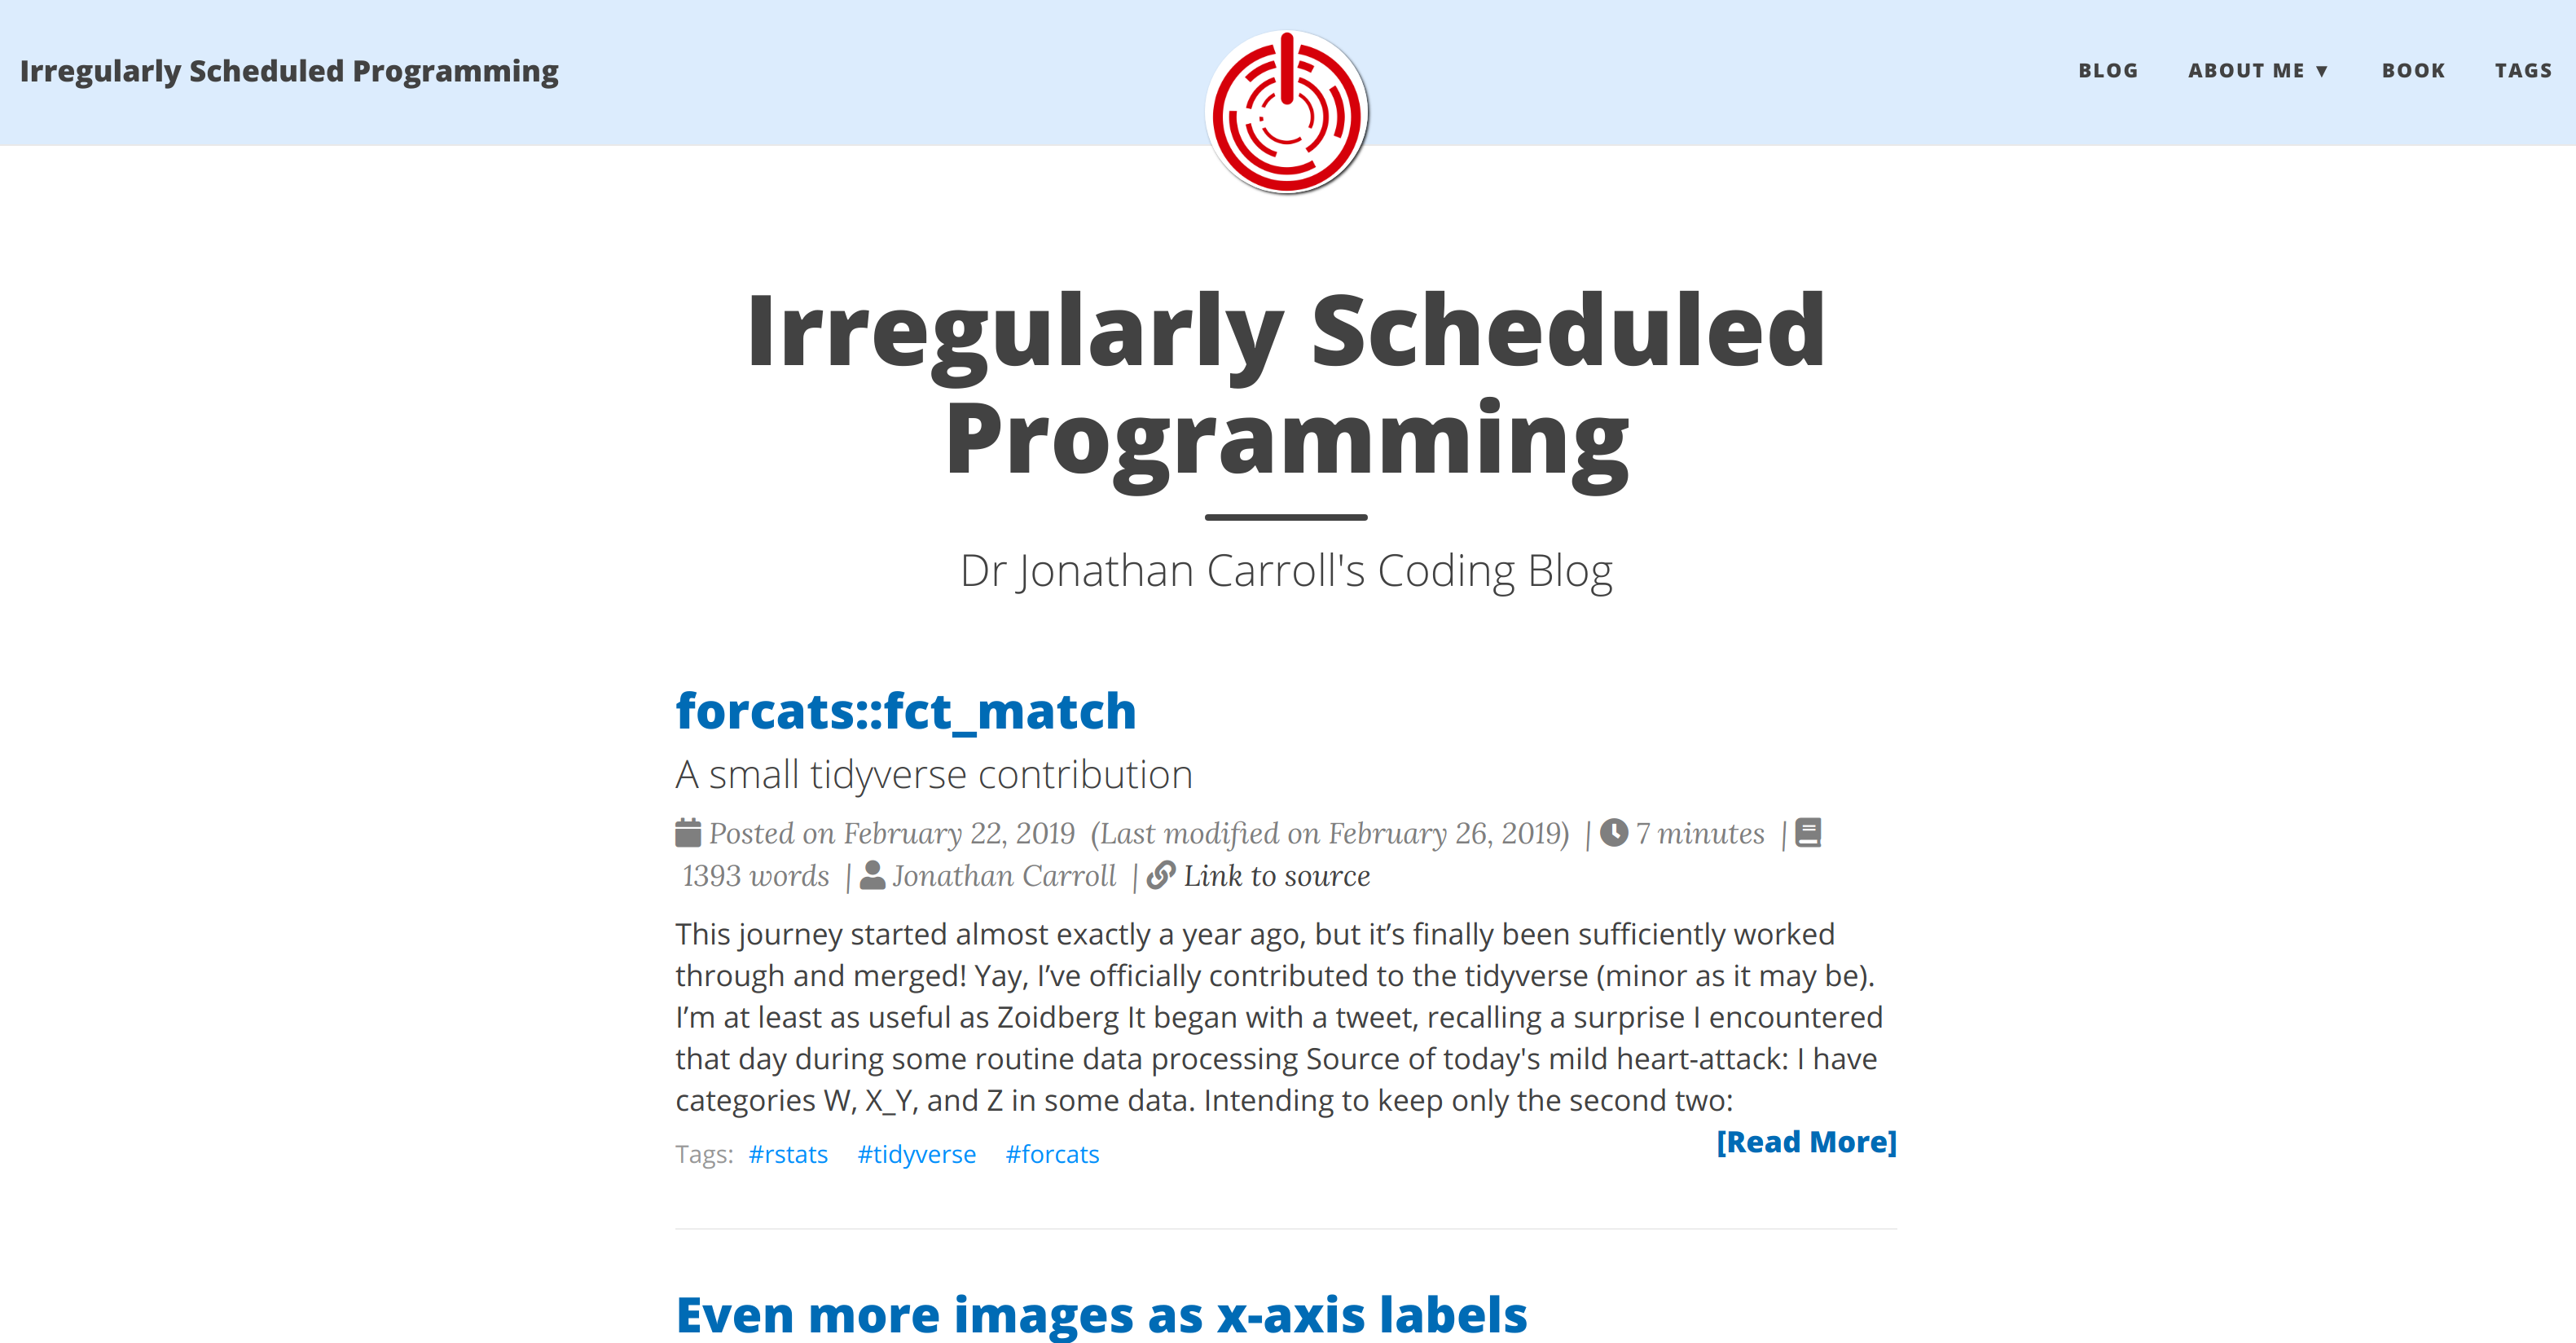 Irregularly Scheduled Programming
BLOG ABOUT ME ▼ BOOK TAGS
Irregularly Scheduled
Programming
Dr Jonathan Carroll's Coding Blog
forcats::fct_match
A small tidyverse contribution
Posted on February 22, 2019 (Last modified on February 26, 2019) | 7 minutes |
1393 words | Jonathan Carroll | Link to source
This journey started almost exactly a year ago, but it’s finally been sufficiently worked
through and merged! Yay, I’ve officially contributed to the tidyverse (minor as it may be).
I’m at least as useful as Zoidberg It began with a tweet, recalling a surprise I encountered
that day during some routine data processing Source of today's mild heart-attack: I have
categories W, X_Y, and Z in some data. Intending to keep only the second two:
[Read More]
Tags: #rstats #tidyverse #forcats
Even more images as x-axis labels